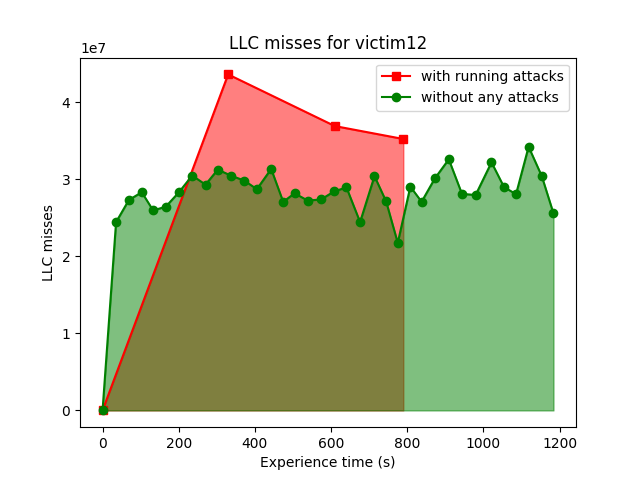 LLC misses for victim12
1e7
with running attacks
without any attacks
4
3
2
1
0
LLC misses
0 200 400 600 800 1000 1200
Experience time (s)